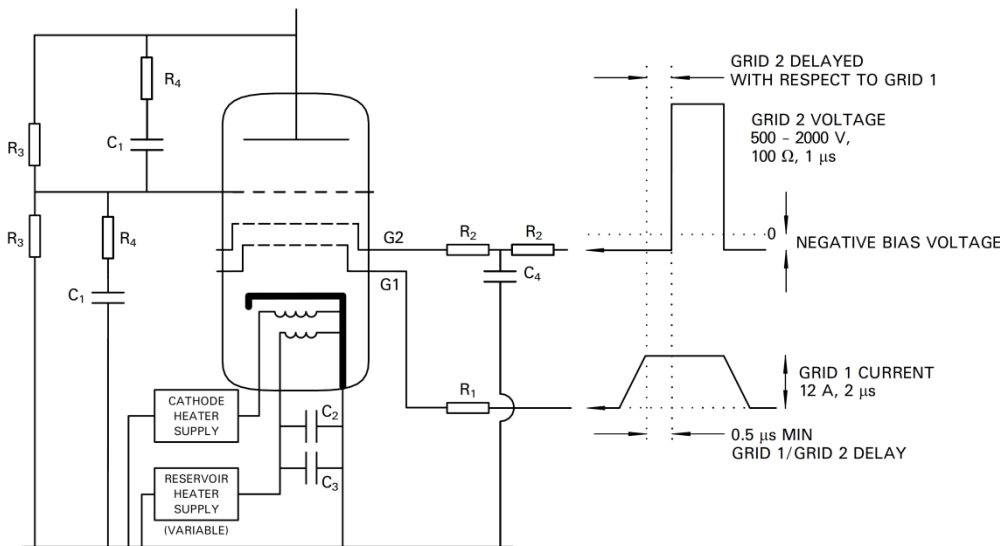 R4
C1
R3
R3
R4
C1
G2
G1
R2
R2
C4
R1
CATHODE
HEATER
SUPPLY
C2
C3
RESERVOIR
HEATER
SUPPLY
(VARIABLE)
GRID 2 DELAYED
WITH RESPECT TO GRID 1
GRID 2 VOLTAGE
500 – 2000 V,
100 Ω, 1 µs
0
NEGATIVE BIAS VOLTAGE
GRID 1 CURRENT
12 A, 2 µs
0.5 µs MIN
GRID 1/GRID 2 DELAY